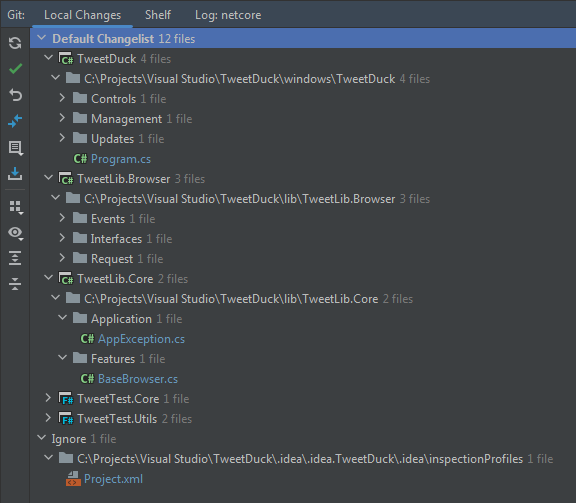 Git: Local Changes Shelf Log: netcore
Default Changelist 12 files
C# TweetDuck 4 files
C:\Projects\Visual Studio\TweetDuck\windows\TweetDuck 4 files
Controls 1 file
Management 1 file
Updates 1 file
C# Program.cs
C# TweetLib.Browser 3 files
C:\Projects\Visual Studio\TweetDuck\lib\TweetLib.Browser 3 files
Events 1 file
Interfaces 1 file
Request 1 file
C# TweetLib.Core 2 files
C:\Projects\Visual Studio\TweetDuck\lib\TweetLib.Core 2 files
Application 1 file
C# AppException.cs
Features 1 file
C# BaseBrowser.cs
F# TweetTest.Core 1 file
F# TweetTest.Utils 2 files
Ignore 1 file
C:\Projects\Visual Studio\TweetDuck\.idea\.idea.TweetDuck\.idea\inspectionProfiles 1 file
Project.xml